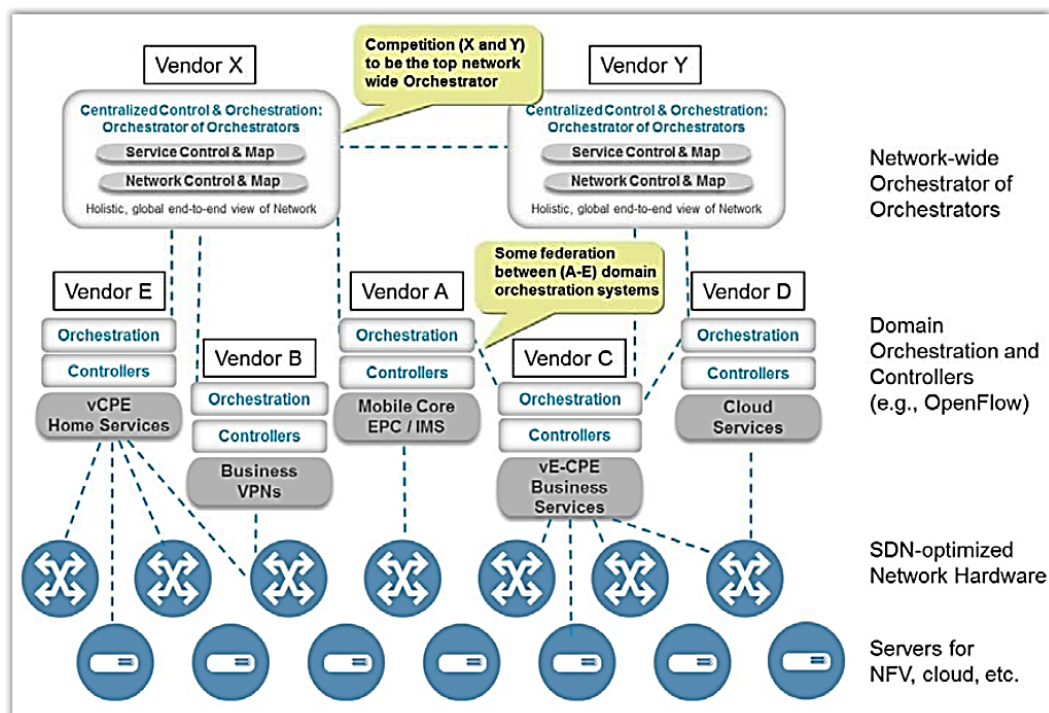 Vendor X
Competition (X and Y)
to be the top network
wide Orchestrator
Vendor Y
Centralized Control & Orchestration:
Orchestrator of Orchestrators
Service Control & Map
Network Control & Map
Holistic, global end-to-end view of Network
Centralized Control & Orchestration:
Orchestrator of Orchestrators
Service Control & Map
Network Control & Map
Holistic, global end-to-end view of Network
Network-wide
Orchestrator of
Orchestrators
Some federation
between (A-E) domain
orchestration systems
Vendor E
Orchestration
Controllers
vCPE
Home Services
Vendor B
Orchestration
Controllers
Business
VPNs
Vendor A
Orchestration
Controllers
Mobile Core
EPC / IMS
Vendor C
Orchestration
Controllers
vE-CPE
Business
Services
Vendor D
Orchestration
Controllers
Cloud
Services
Domain
Orchestration and
Controllers
(e.g., OpenFlow)
SDN-optimized
Network Hardware
Servers for
NFV, cloud, etc.